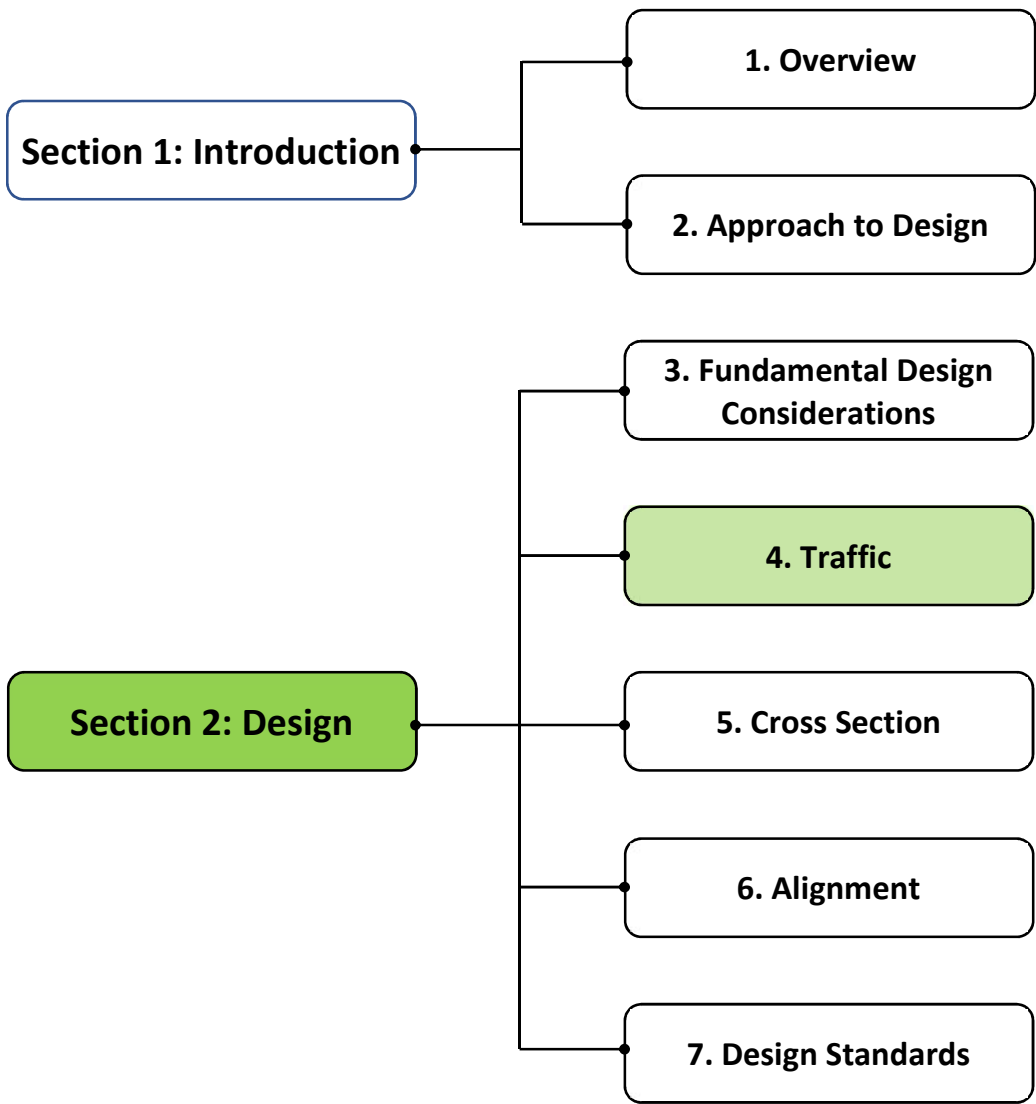 Section 1: Introduction
1. Overview
2. Approach to Design
Section 2: Design
3. Fundamental Design
Considerations
4. Traffic
5. Cross Section
6. Alignment
7. Design Standards